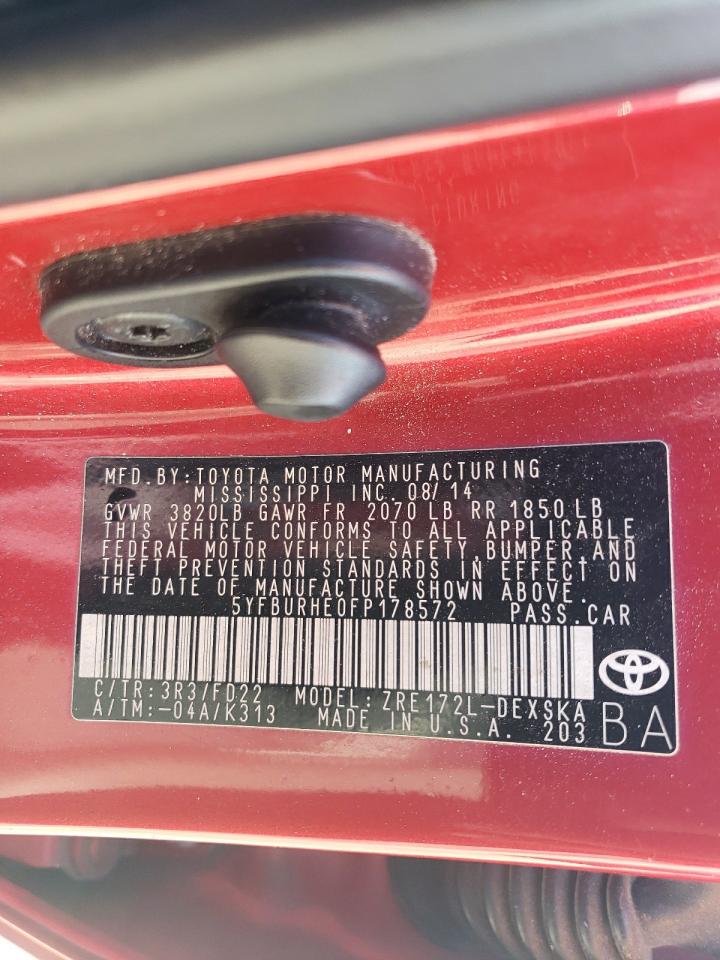 MFD.BY:TOYOTA MOTOR MANUFACTURING
MISSISSIPPI INC. 08/14
GVWR 3820LB GAWR FR 2070 LB RR 1850 LB
THIS VEHICLE CONFORMS TO ALL APPLICABLE
FEDERAL MOTOR VEHICLE SAFETY, BUMPER,AND
THEFT PREVENTION STANDARDS IN EFFECT ON
THE DATE OF MANUFACTURE SHOWN ABOVE.
5YFBURHE0FP178572 PASS.CAR
C/TR:3R3/FD22 MODEL:ZRE172L-DEXSKA
A/TM:-04A/K313 MADE IN U.S.A. 203 BA